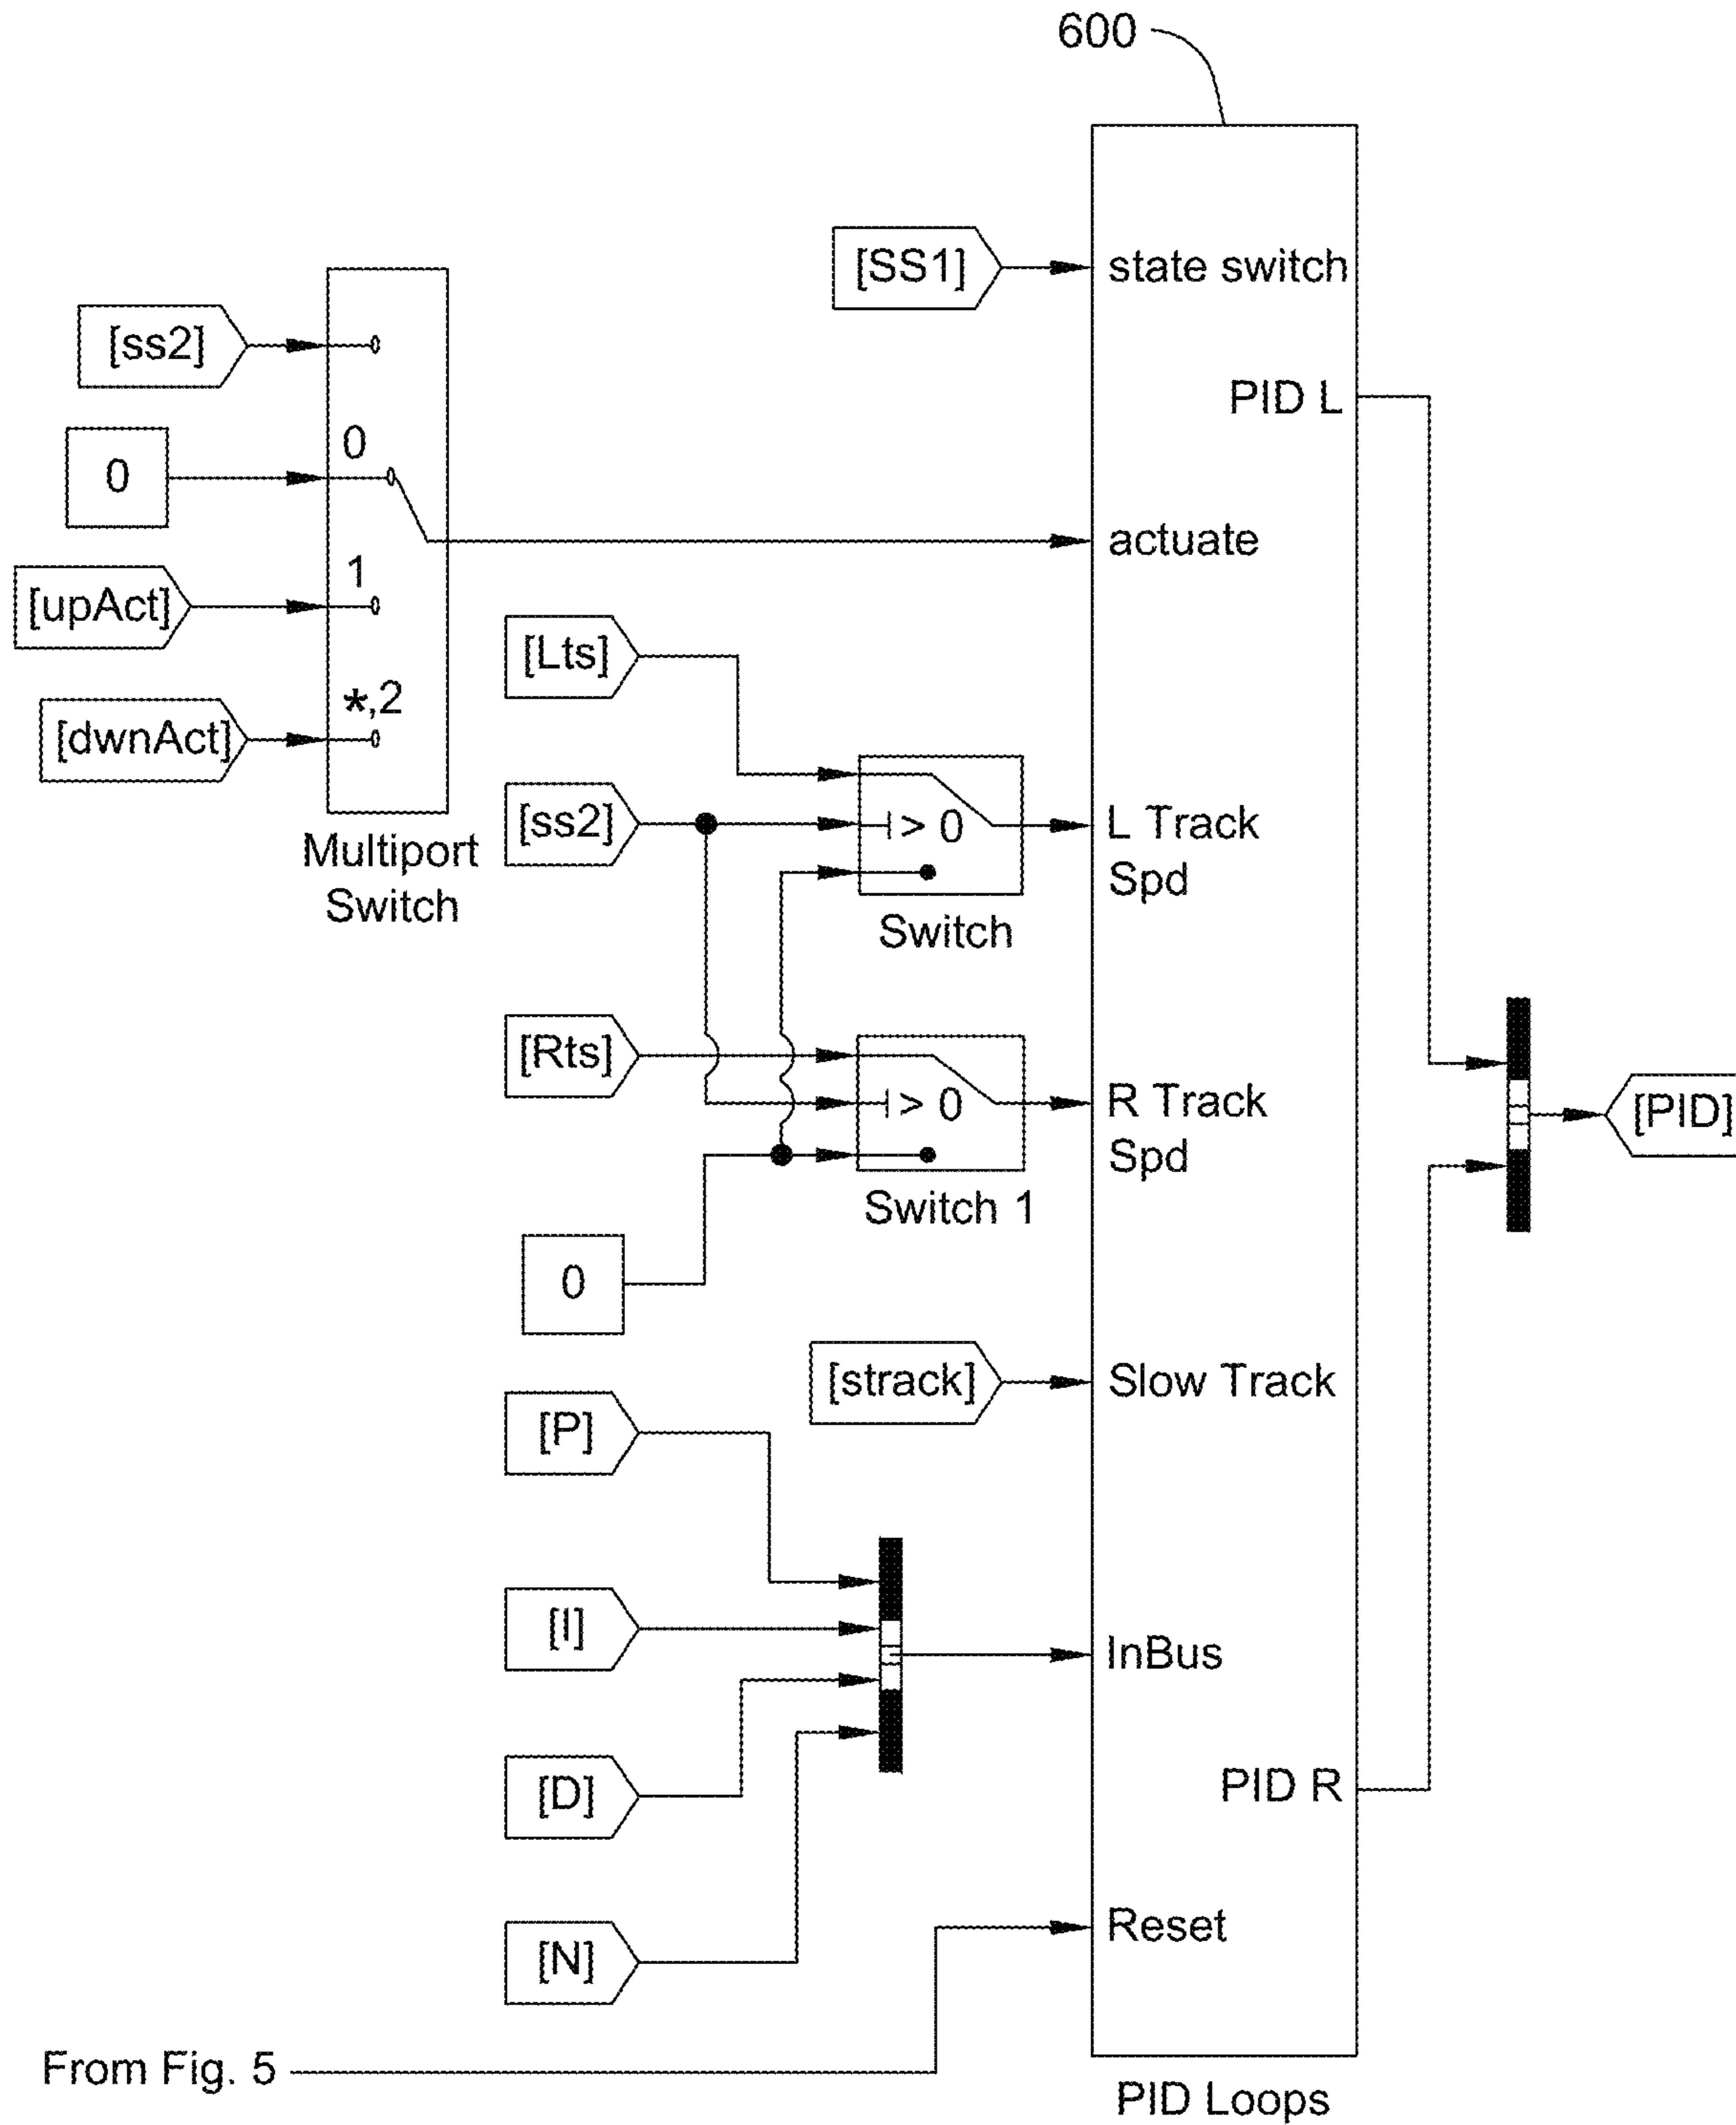 600
[SS1]
state switch
[ss2]
PID L
0
0
actuate
1
[upAct]
[Lts]
*,2
[dwnAct]
[ss2]
> 0
L Track
Spd
Multiport
Switch
Switch
[Rts]
> 0
R Track
Spd
[PID]
Switch 1
0
[strack]
Slow Track
[P]
[I]
InBus
[D]
PID R
[N]
Reset
From Fig. 5
PID Loops